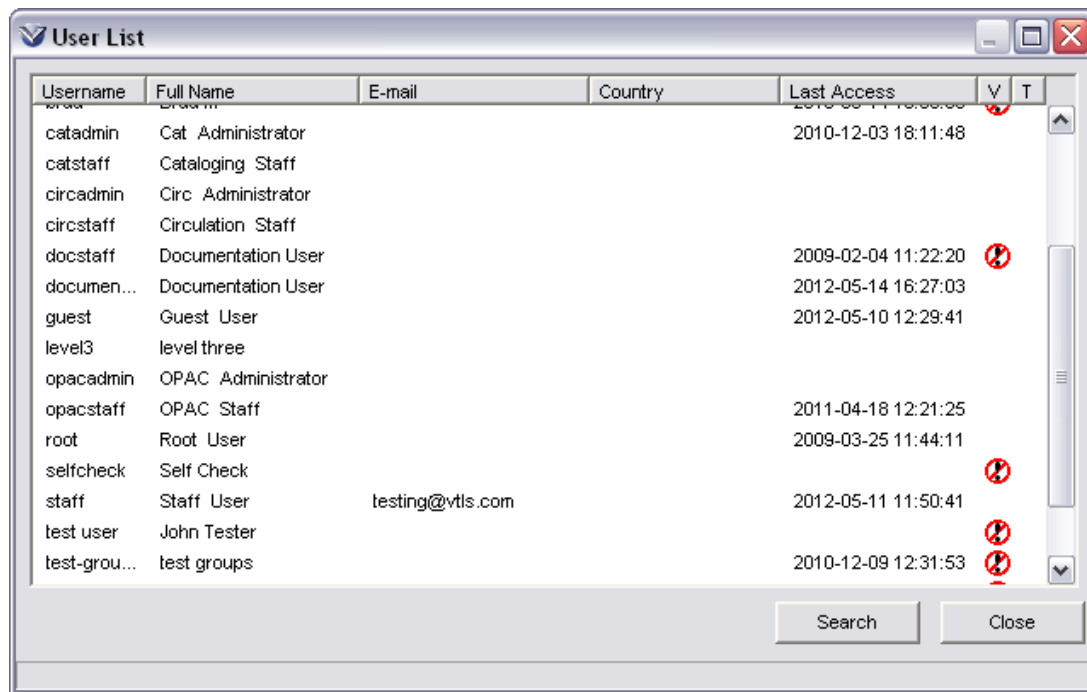 User List
Username Full Name E-mail Country Last Access V T
catadmin Cat Administrator 2010-12-03 18:11:48
catstaff Cataloging Staff
circadmin Circ Administrator
circstaff Circulation Staff
docstaff Documentation User 2009-02-04 11:22:20
documen... Documentation User 2012-05-14 16:27:03
guest Guest User 2012-05-10 12:29:41
level3 level three
opacadmin OPAC Administrator
opacstaff OPAC Staff 2011-04-18 12:21:25
root Root User 2009-03-25 11:44:11
selfcheck Self Check
staff Staff User testing@vtls.com 2012-05-11 11:50:41
test user John Tester
test-grou... test groups 2010-12-09 12:31:53
Search Close